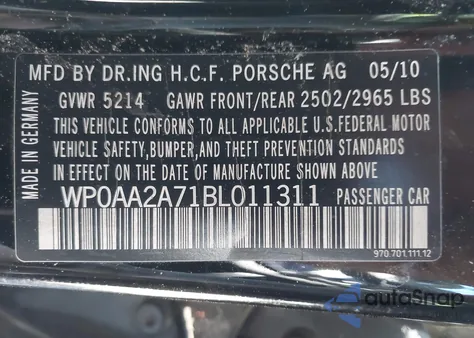 MFD BY DR.ING H.C.F. PORSCHE AG 05/10
GVWR 5214 GAWR FRONT/REAR 2502/2965 LBS
THIS VEHICLE CONFORMS TO ALL APPLICABLE U.S.FEDERAL MOTOR
VEHICLE SAFETY,BUMPER,AND THEFT PREVENTION STANDARDS
IN EFFECT ON THE DATE OF MANUFACTURE SHOWN ABOVE
WP0AA2A71BL011311 PASSENGER CAR
MADE IN GERMANY
970.701.111.12
autoSnap